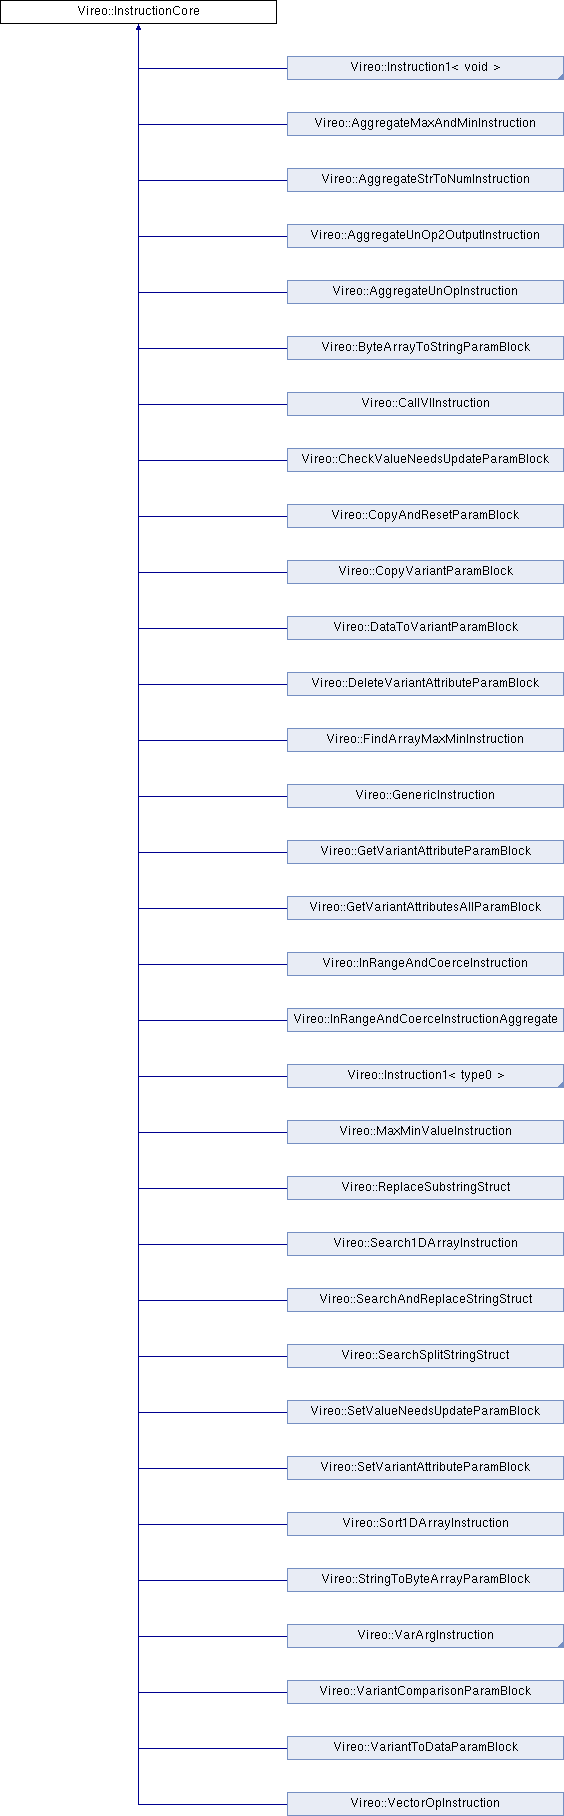 Vireo::InstructionCore
Vireo::Instruction1< void >
Vireo::AggregateMaxAndMinInstruction
Vireo::AggregateStrToNumInstruction
Vireo::AggregateUnOp2OutputInstruction
Vireo::AggregateUnOpInstruction
Vireo::ByteArrayToStringParamBlock
Vireo::CallVIInstruction
Vireo::CheckValueNeedsUpdateParamBlock
Vireo::CopyAndResetParamBlock
Vireo::CopyVariantParamBlock
Vireo::DataToVariantParamBlock
Vireo::DeleteVariantAttributeParamBlock
Vireo::FindArrayMaxMinInstruction
Vireo::GenericInstruction
Vireo::GetVariantAttributeParamBlock
Vireo::GetVariantAttributesAllParamBlock
Vireo::InRangeAndCoerceInstruction
Vireo::InRangeAndCoerceInstructionAggregate
Vireo::Instruction1< type0 >
Vireo::MaxMinValueInstruction
Vireo::ReplaceSubstringStruct
Vireo::Search1DArrayInstruction
Vireo::SearchAndReplaceStringStruct
Vireo::SearchSplitStringStruct
Vireo::SetValueNeedsUpdateParamBlock
Vireo::SetVariantAttributeParamBlock
Vireo::Sort1DArrayInstruction
Vireo::StringToByteArrayParamBlock
Vireo::VarArgInstruction
Vireo::VariantComparisonParamBlock
Vireo::VariantToDataParamBlock
Vireo::VectorOpInstruction